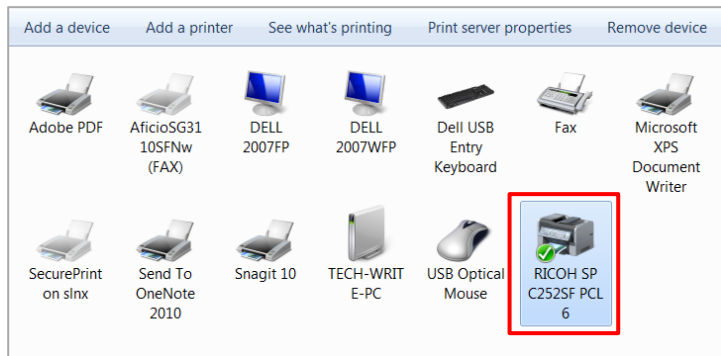 Add a device Add a printer See what's printing Print server properties Remove device
Adobe PDF
AficioSG31
10SFNw
(FAX)
DELL
2007FP
DELL
2007WFP
Dell USB
Entry
Keyboard
Fax
Microsoft
XPS
Document
Writer
SecurePrint
on slnx
Send To
OneNote
2010
Snagit 10
TECH-WRIT
E-PC
USB Optical
Mouse
RICOH SP
C252SF PCL
6